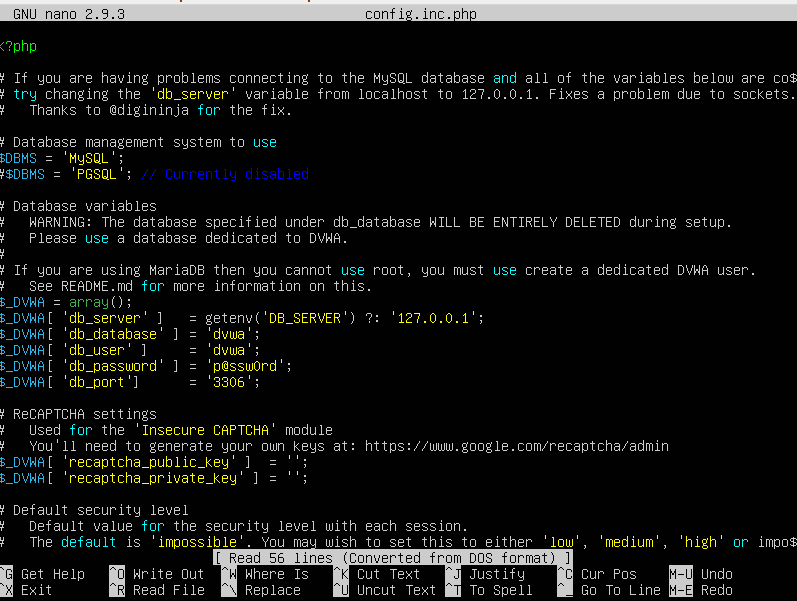 GNU nano 2.9.3 config.inc.php
<?php
# If you are having problems connecting to the MySQL database and all of the variables below are co$
# try changing the 'db_server' variable from localhost to 127.0.0.1. Fixes a problem due to sockets.
#   Thanks to @digininja for the fix.
# Database management system to use
$DBMS = 'MySQL';
#$DBMS = 'PGSQL'; // Currently disabled
# Database variables
#   WARNING: The database specified under db_database WILL BE ENTIRELY DELETED during setup.
#   Please use a database dedicated to DVWA.
#
# If you are using MariaDB then you cannot use root, you must use create a dedicated DVWA user.
#   See README.md for more information on this.
$_DVWA = array();
$_DVWA[ 'db_server' ]   = getenv('DB_SERVER') ?: '127.0.0.1';
$_DVWA[ 'db_database' ] = 'dvwa';
$_DVWA[ 'db_user' ]     = 'dvwa';
$_DVWA[ 'db_password' ] = 'p@ssw0rd';
$_DVWA[ 'db_port']      = '3306';
# ReCAPTCHA settings
#   Used for the 'Insecure CAPTCHA' module
#   You'll need to generate your own keys at: https://www.google.com/recaptcha/admin
$_DVWA[ 'recaptcha_public_key' ]  = '';
$_DVWA[ 'recaptcha_private_key' ] = '';
# Default security level
#   Default value for the security level with each session.
#   The default is 'impossible'. You may wish to set this to either 'low', 'medium', 'high' or impo$
[ Read 56 lines (Converted from DOS format) ]
^G Get Help ^O Write Out ^W Where Is ^K Cut Text ^J Justify ^C Cur Pos M-U Undo
^X Exit ^R Read File ^\ Replace ^U Uncut Text ^T To Spell ^_ Go To Line M-E Redo